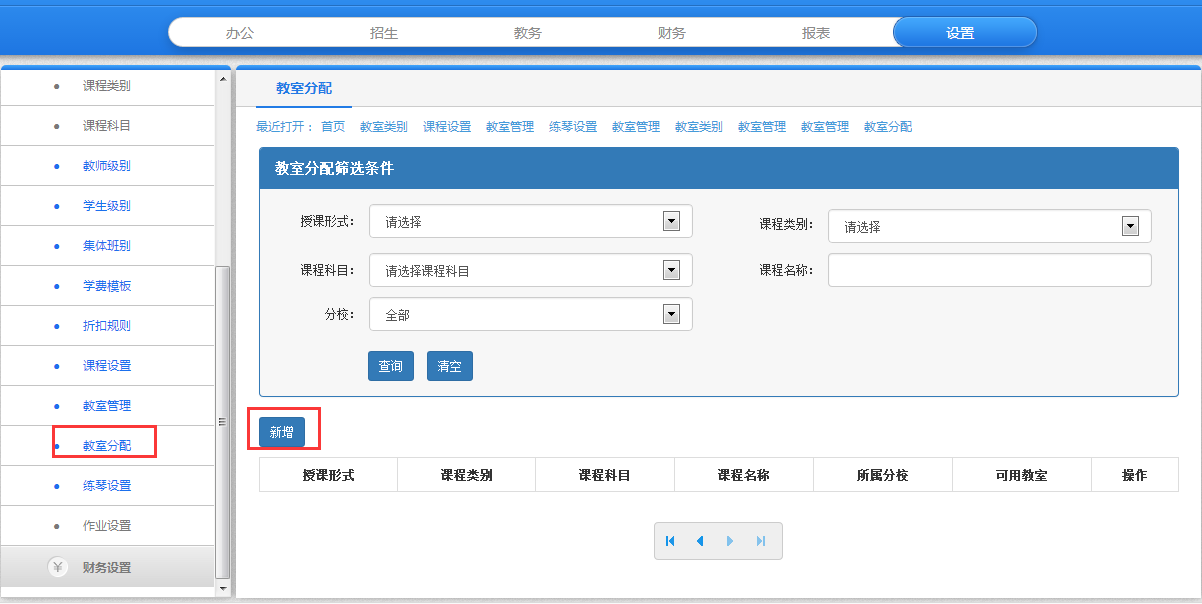 办公 招生 教务 财务 报表 设置
课程类别
课程科目
教师级别
学生级别
集体班别
学费模板
折扣规则
课程设置
教室管理
教室分配
练琴设置
作业设置
¥ 财务设置
教室分配
最近打开： 首页 教室类别 课程设置 教室管理 练琴设置 教室管理 教室类别 教室管理 教室管理 教室分配
教室分配筛选条件
授课形式： 请选择 课程类别： 请选择
课程科目： 请选择课程科目 课程名称：
分校： 全部
查询 清空
新增
授课形式 课程类别 课程科目 课程名称 所属分校 可用教室 操作